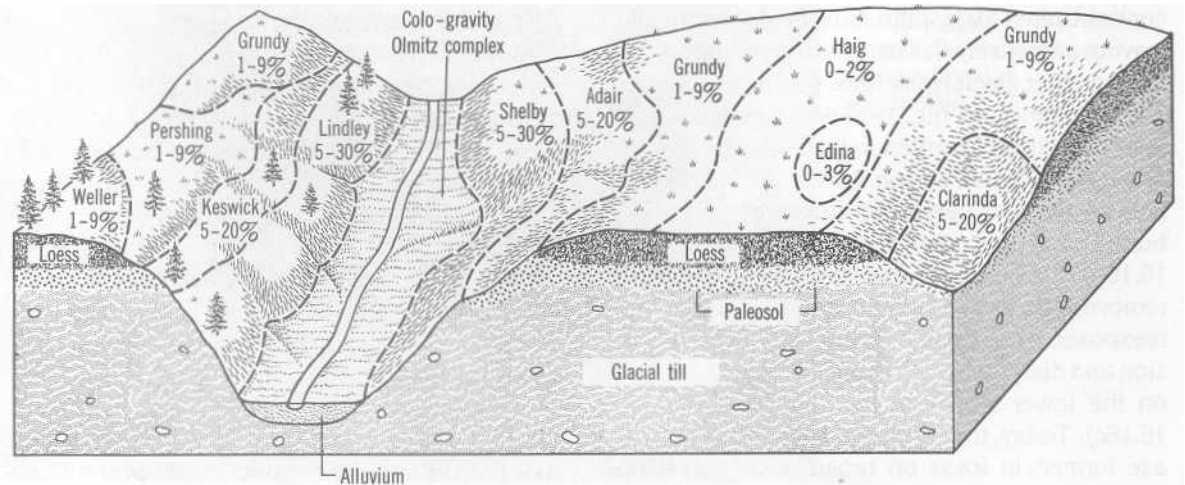 Colo-gravity
Olmitz complex
Grundy
1–9%
Haig
0–2%
Grundy
1–9%
Grundy
1–9%
Adair
5–20%
Shelby
5–30%
Pershing
1–9%
Lindley
5–30%
Edina
0–3%
Weller
1–9%
Keswick
5–20%
Clarinda
5–20%
Loess
Loess
Paleosol
Glacial till
Alluvium